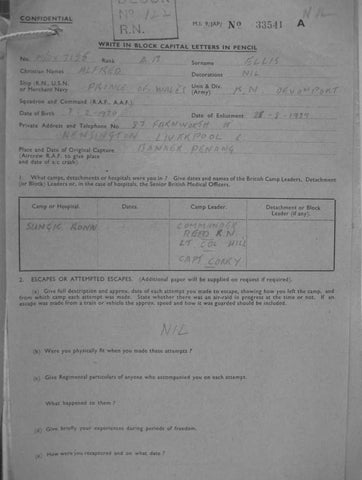 CONFIDENTIAL
Nº 122
R.N.
M.I. 9/JAP/ Nº 33541 A
NIL
WRITE IN BLOCK CAPITAL LETTERS IN PENCIL
No. Rank A.B. Surname ELLIS
Christian Names ALFRED Decorations NIL
Ship (R.N., U.S.N. or Merchant Navy) PRINCE OF WALES Unit & Div. (Army) R.N. DEVONPORT
Squadron and Command (R.A.F., A.A.F.)
Date of Birth Date of Enlistment
Private Address and Telephone No. 87 FARNWORTH ST
KENSINGTON LIVERPOOL 6
Place and Date of Original Capture
(Aircrew R.A.F. to give place and date of a/c crash)
1. What camps, detachments or hospitals were you in? Give dates and names of the British Camp Leaders, Detachment (or Block) Leaders or, in the case of hospitals, the Senior British Medical Officers.
Camp or Hospital. Dates. Camp Leader. Detachment or Block Leader (if any).
SUNGIE RONN COMMANDER
REED R.N.
LT COL HILL
CAPT CORRY
2. ESCAPES OR ATTEMPTED ESCAPES. (Additional paper will be supplied on request if required).
(a) Give full description and approx. date of each attempt you made to escape, showing how you left the camp, and from which camp each attempt was made. State whether there was an air-raid in progress at the time or not. If an escape was made from a train or vehicle the approx. speed and how it was guarded should be included.
NIL
(b) Were you physically fit when you made these attempts?
(c) Give Regimental particulars of anyone who accompanied you on each attempt.
What happened to them?
(d) Give briefly your experiences during periods of freedom.
(e) How were you recaptured and on what date?